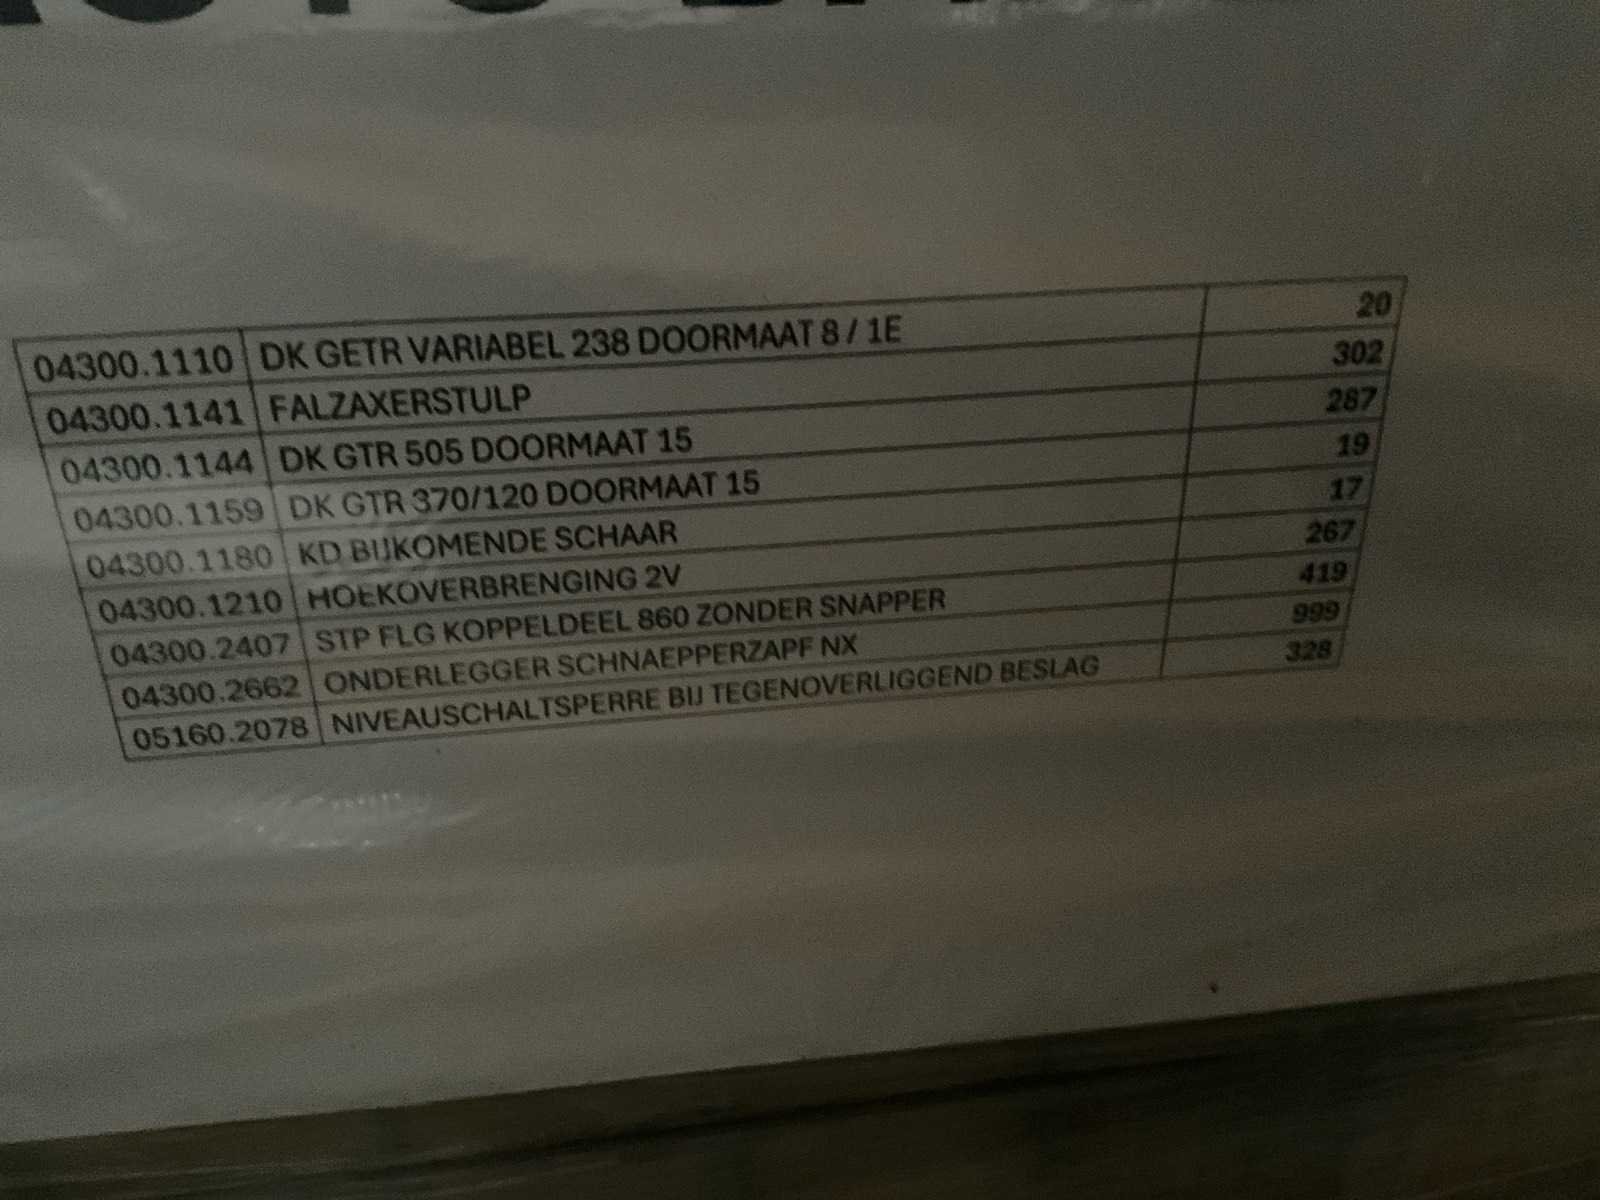 04300.1110 DK GETR VARIABEL 238 DOORMAAT 8 / 1E 20
04300.1141 FALZAXERSTULP 302
04300.1144 DK GTR 505 DOORMAAT 15 287
04300.1159 DK GTR 370/120 DOORMAAT 15 19
04300.1180 KD BIJKOMENDE SCHAAR 17
04300.1210 HOEKOVERBRENGING 2V 267
04300.2407 STP FLG KOPPELDEEL 860 ZONDER SNAPPER 419
04300.2662 ONDERLEGGER SCHNAEPPERZAPF NX 999
05160.2078 NIVEAUSCHALTSPERRE BIJ TEGENOVERLIGGEND BESLAG 328